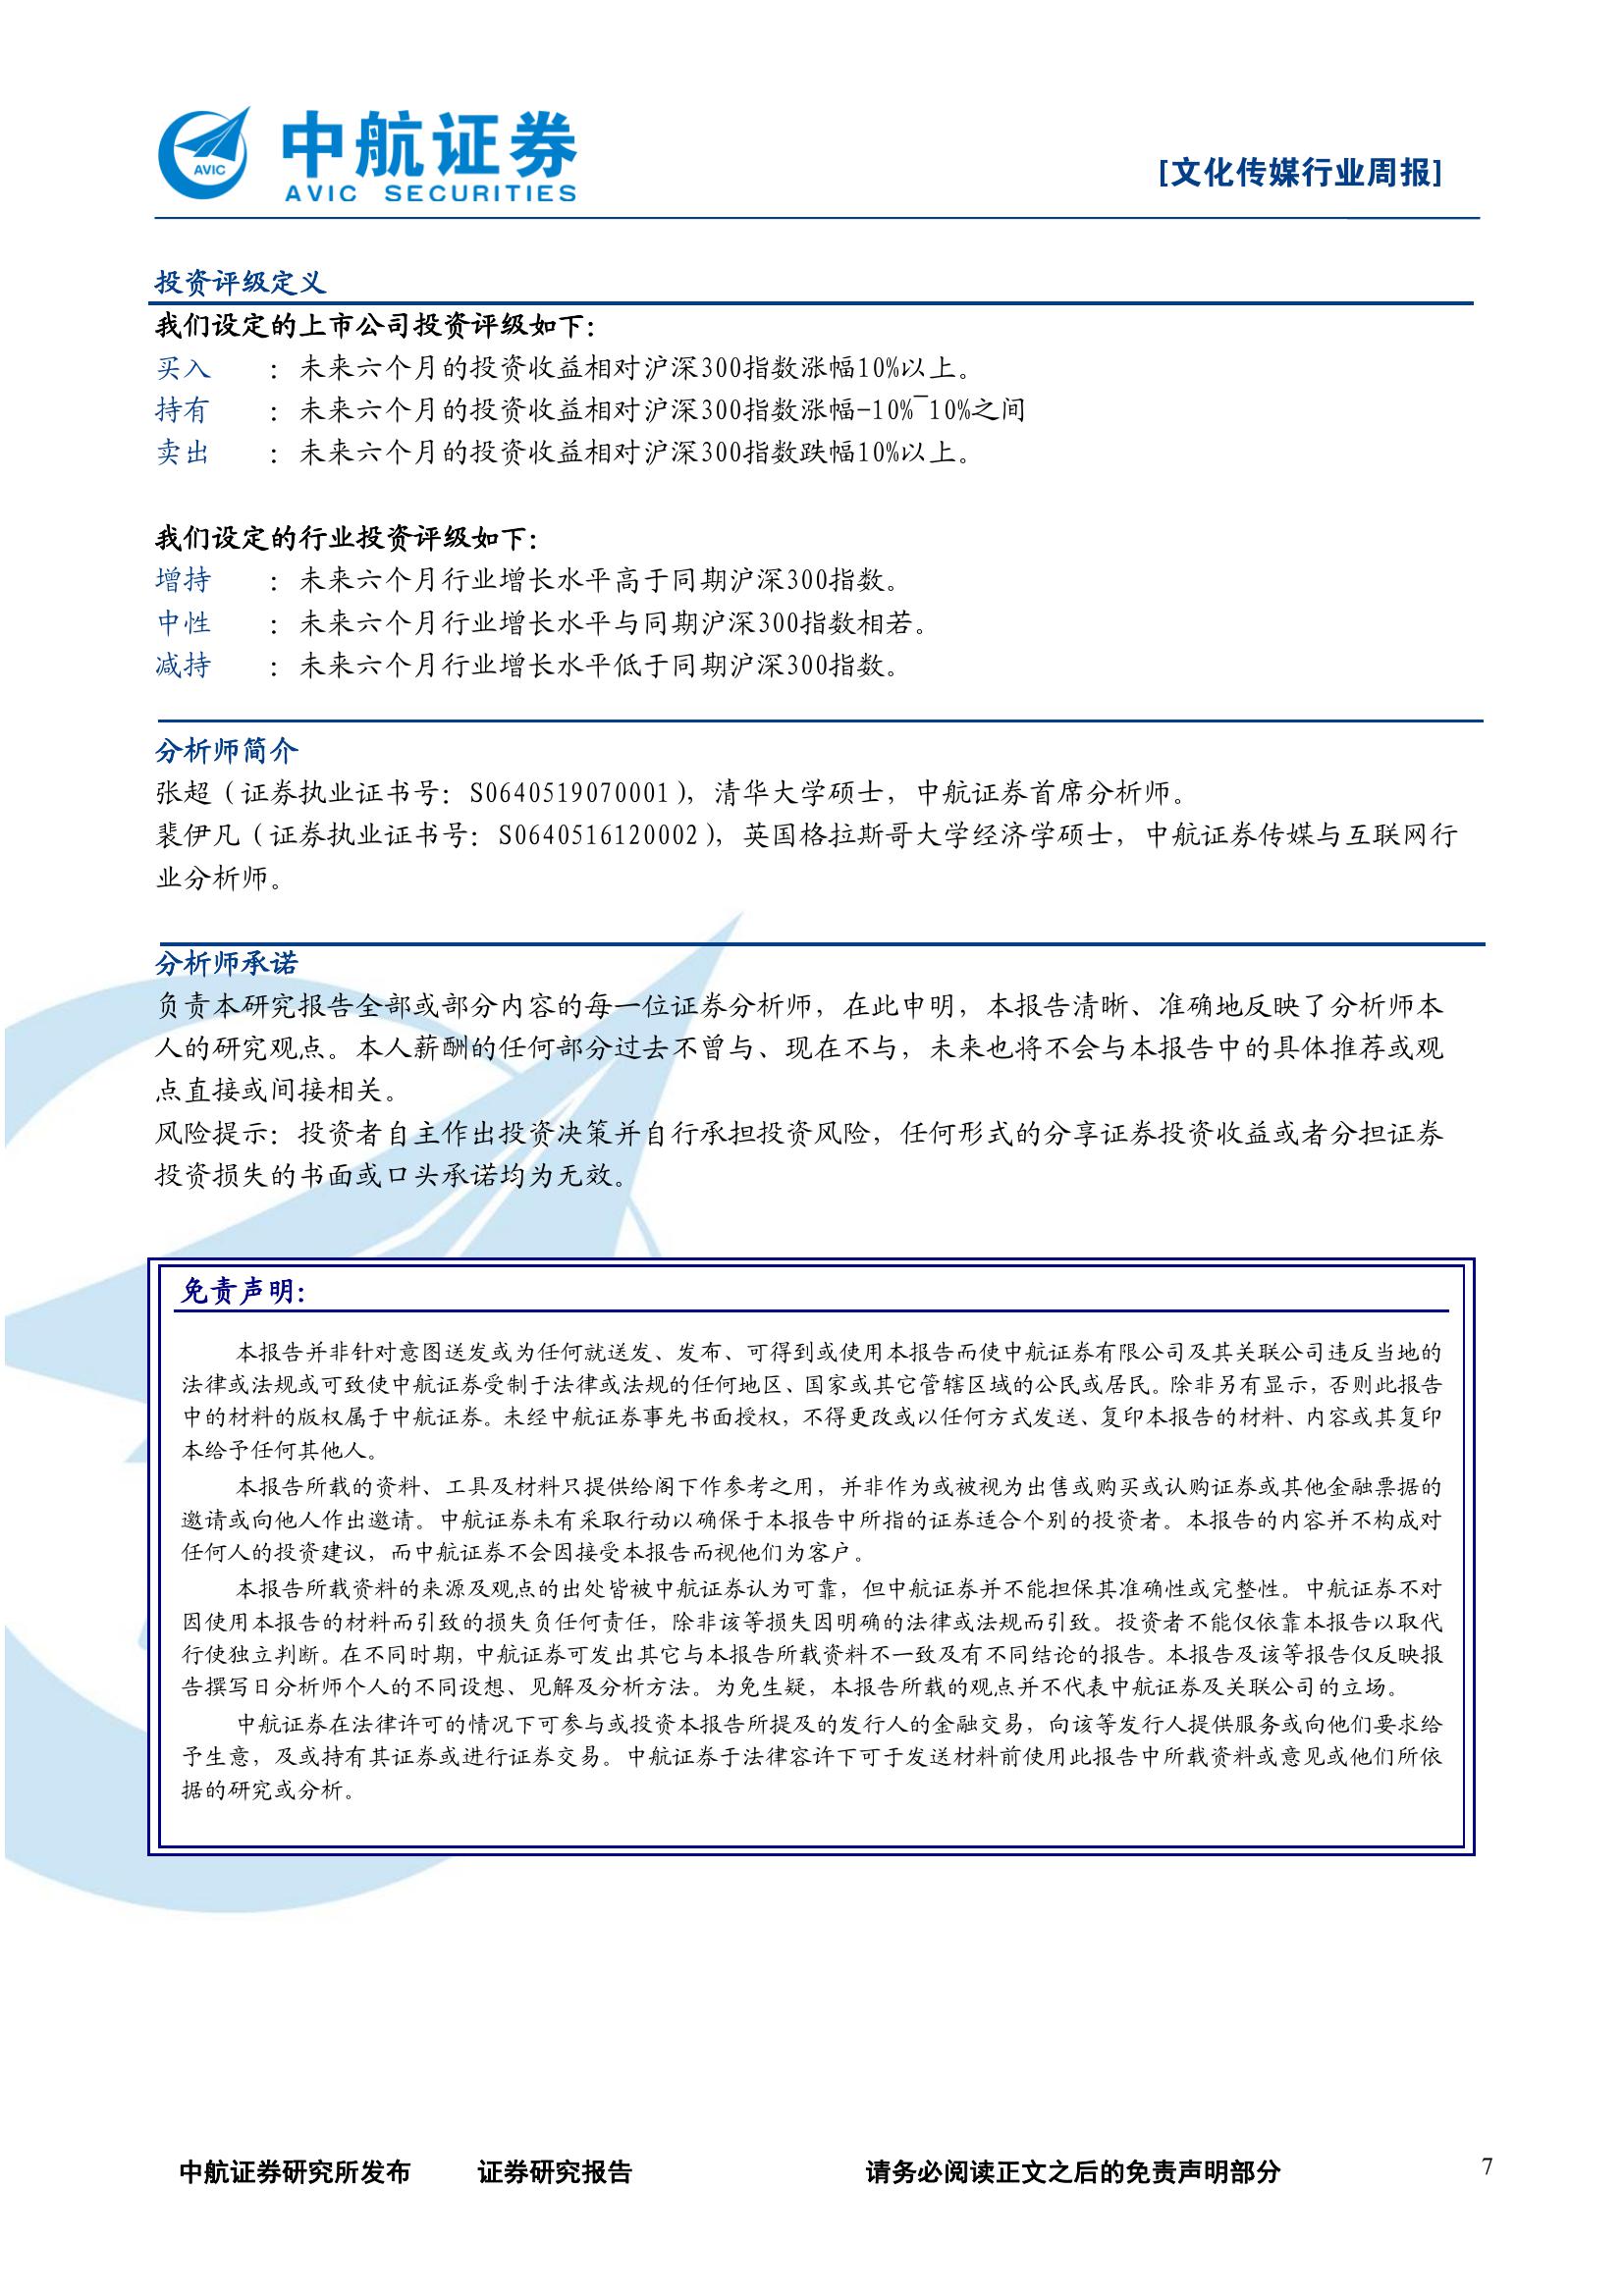 AVIC
中航证券
AVIC SECURITIES
[文化传媒行业周报]
投资评级定义
我们设定的上市公司投资评级如下：
买入 ：未来六个月的投资收益相对沪深300指数涨幅10%以上。
持有 ：未来六个月的投资收益相对沪深300指数涨幅-10%~10%之间
卖出 ：未来六个月的投资收益相对沪深300指数跌幅10%以上。
我们设定的行业投资评级如下：
增持 ：未来六个月行业增长水平高于同期沪深300指数。
中性 ：未来六个月行业增长水平与同期沪深300指数相若。
减持 ：未来六个月行业增长水平低于同期沪深300指数。
分析师简介
张超（证券执业证书号：S0640519070001），清华大学硕士，中航证券首席分析师。
裴伊凡（证券执业证书号：S0640516120002），英国格拉斯哥大学经济学硕士，中航证券传媒与互联网行
业分析师。
分析师承诺
负责本研究报告全部或部分内容的每一位证券分析师，在此申明，本报告清晰、准确地反映了分析师本
人的研究观点。本人薪酬的任何部分过去不曾与、现在不与，未来也将不会与本报告中的具体推荐或观
点直接或间接相关。
风险提示：投资者自主作出投资决策并自行承担投资风险，任何形式的分享证券投资收益或者分担证券
投资损失的书面或口头承诺均为无效。
免责声明：
本报告并非针对意图送发或为任何就送发、发布、可得到或使用本报告而使中航证券有限公司及其关联公司违反当地的
法律或法规或可致使中航证券受制于法律或法规的任何地区、国家或其它管辖区域的公民或居民。除非另有显示，否则此报告
中的材料的版权属于中航证券。未经中航证券事先书面授权，不得更改或以任何方式发送、复印本报告的材料、内容或其复印
本给予任何其他人。
本报告所载的资料、工具及材料只提供给阁下作参考之用，并非作为或被视为出售或购买或认购证券或其他金融票据的
邀请或向他人作出邀请。中航证券未有采取行动以确保于本报告中所指的证券适合个别的投资者。本报告的内容并不构成对
任何人的投资建议，而中航证券不会因接受本报告而视他们为客户。
本报告所载资料的来源及观点的出处皆被中航证券认为可靠，但中航证券并不能担保其准确性或完整性。中航证券不对
因使用本报告的材料而引致的损失负任何责任，除非该等损失因明确的法律或法规而引致。投资者不能仅依靠本报告以取代
行使独立判断。在不同时期，中航证券可发出其它与本报告所载资料不一致及有不同结论的报告。本报告及该等报告仅反映报
告撰写日分析师个人的不同设想、见解及分析方法。为免生疑，本报告所载的观点并不代表中航证券及关联公司的立场。
中航证券在法律许可的情况下可参与或投资本报告所提及的发行人的金融交易，向该等发行人提供服务或向他们要求给
予生意，及或持有其证券或进行证券交易。中航证券于法律容许下可于发送材料前使用此报告中所载资料或意见或他们所依
据的研究或分析。
中航证券研究所发布 证券研究报告 请务必阅读正文之后的免责声明部分 7